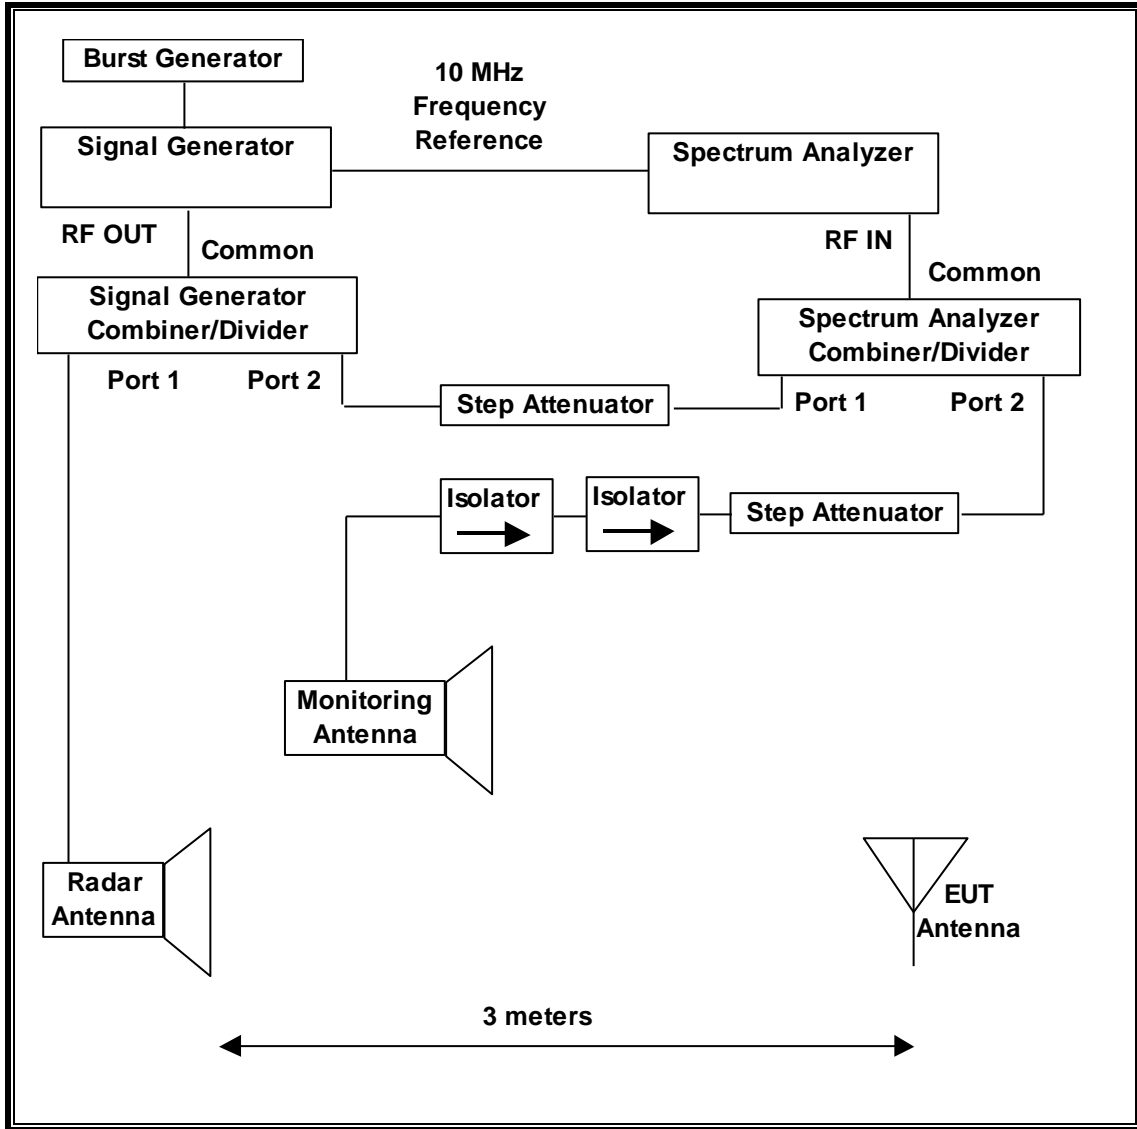 Burst Generator
10 MHz
Frequency
Reference
Signal Generator
Spectrum Analyzer
RF OUT
Common
RF IN
Common
Signal Generator
Combiner/Divider
Spectrum Analyzer
Combiner/Divider
Port 1
Port 2
Step Attenuator
Port 1
Port 2
Isolator
Isolator
Step Attenuator
Monitoring
Antenna
Radar
Antenna
EUT
Antenna
3 meters